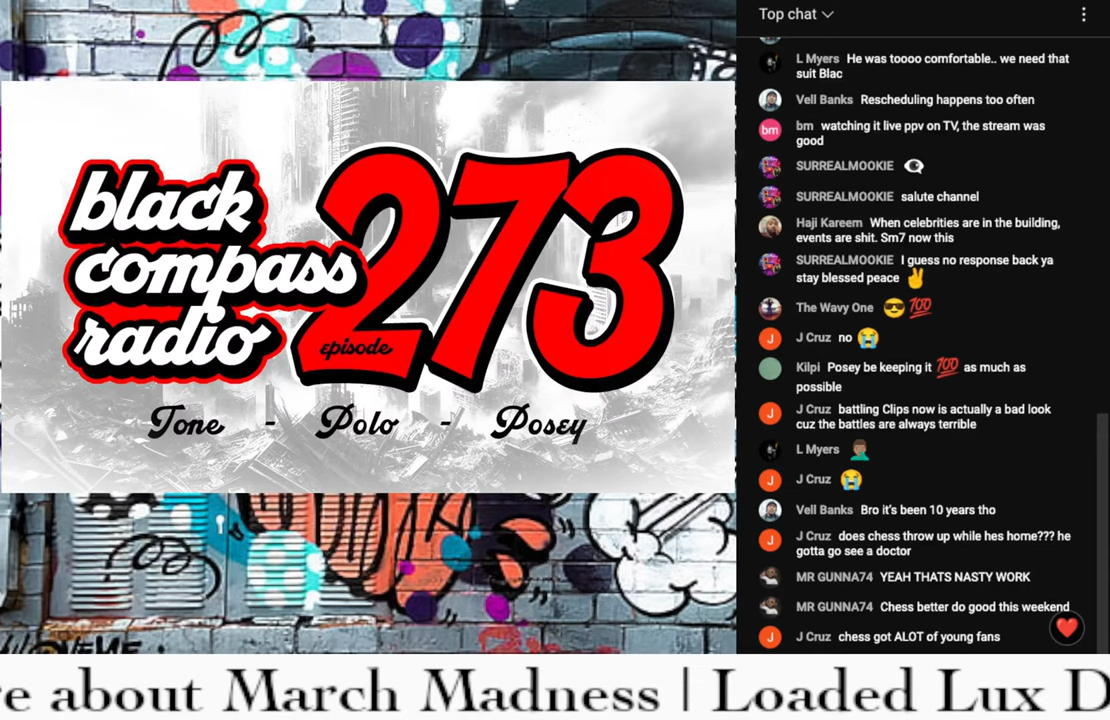 black
compass
radio
273
episode
Tone - Polo - Posey
Top chat
L Myers He was toooo comfortable.. we need that
suit Blac
Vell Banks Rescheduling happens too often
bm bm watching it live ppv on TV, the stream was
good
SURREALMOOKIE 👁️‍🗨️
SURREALMOOKIE salute channel
Haji Kareem When celebrities are in the building,
events are shit. Sm7 now this
SURREALMOOKIE I guess no response back ya
stay blessed peace ✌️
The Wavy One 😎💯
J J Cruz no 😭
Kilpi Posey be keeping it 💯 as much as
possible
J J Cruz battling Clips now is actually a bad look
cuz the battles are always terrible
L Myers 🤦🏽‍♂️
J J Cruz 😭
Vell Banks Bro it's been 10 years tho
J J Cruz does chess throw up while hes home??? he
gotta go see a doctor
MR GUNNA74 YEAH THATS NASTY WORK
MR GUNNA74 Chess better do good this weekend
J J Cruz chess got ALOT of young fans
e about March Madness | Loaded Lux D